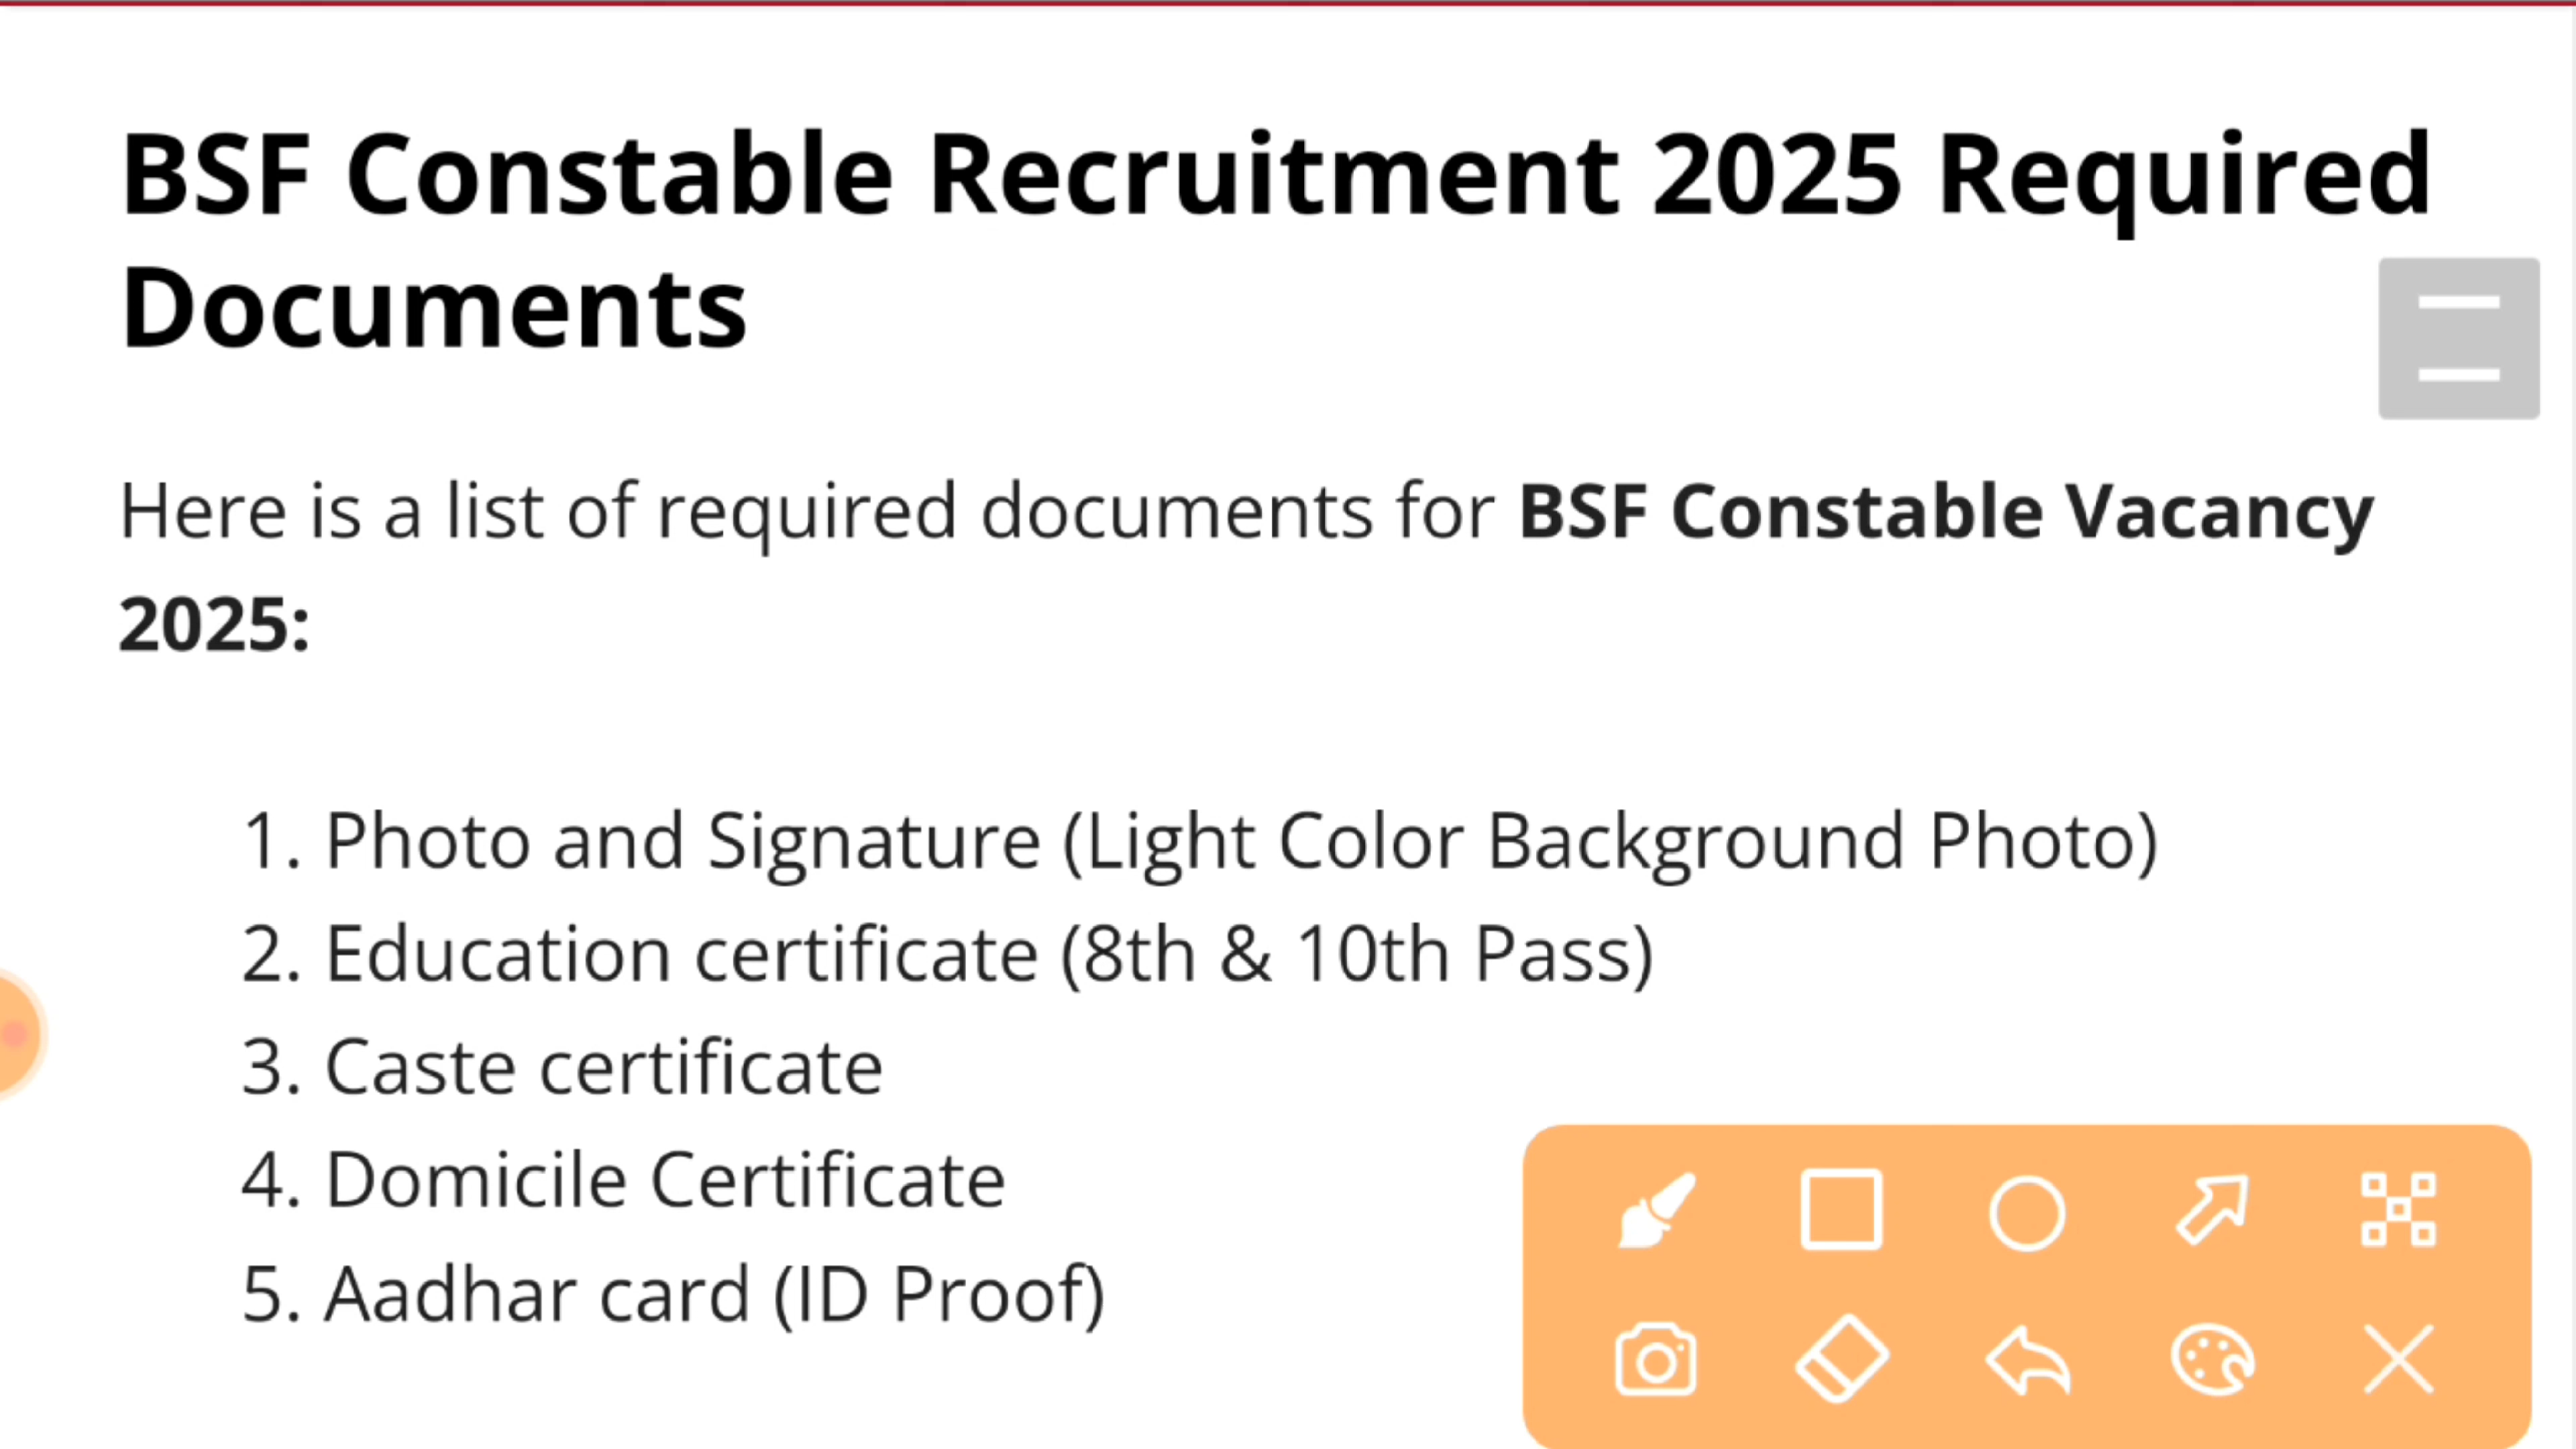 BSF Constable Recruitment 2025 Required
Documents
Here is a list of required documents for BSF Constable Vacancy
2025:
1. Photo and Signature (Light Color Background Photo)
2. Education certificate (8th & 10th Pass)
3. Caste certificate
4. Domicile Certificate
5. Aadhar card (ID Proof)